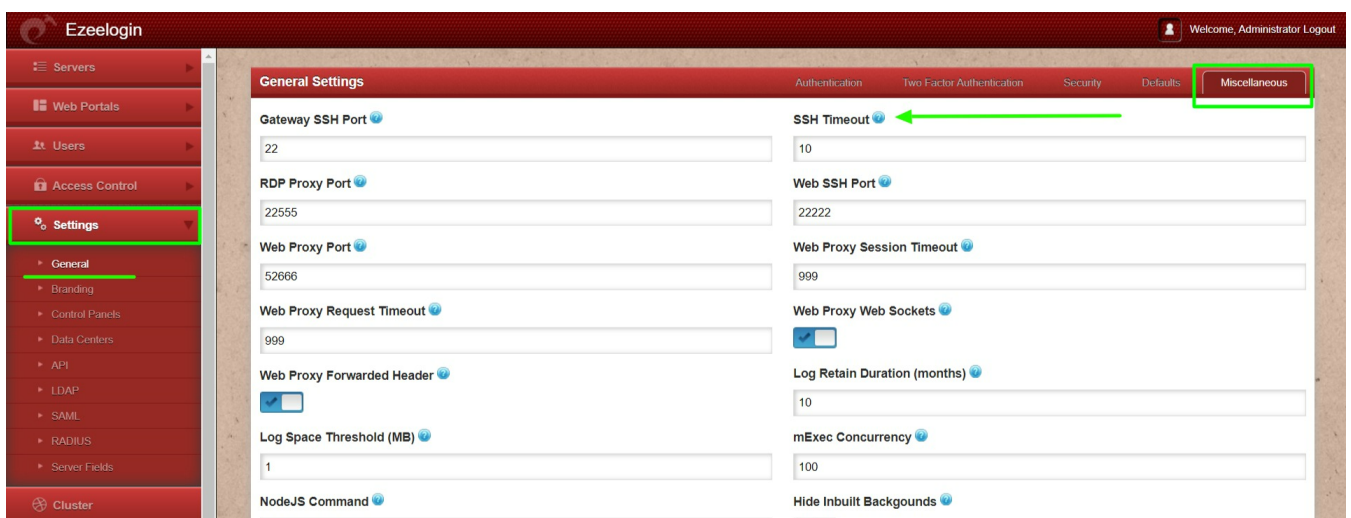 Ezeelogin
Welcome, Administrator Logout
Servers
Web Portals
Users
Access Control
Settings
General
Branding
Control Panels
Data Centers
API
LDAP
SAML
RADIUS
Server Fields
Cluster
General Settings
Authentication
Two Factor Authentication
Security
Defaults
Miscellaneous
Gateway SSH Port
22
SSH Timeout
10
RDP Proxy Port
22555
Web SSH Port
22222
Web Proxy Port
52666
Web Proxy Session Timeout
999
Web Proxy Request Timeout
999
Web Proxy Web Sockets
Web Proxy Forwarded Header
Log Retain Duration (months)
10
Log Space Threshold (MB)
1
mExec Concurrency
100
NodeJS Command
Hide Inbuilt Backgounds